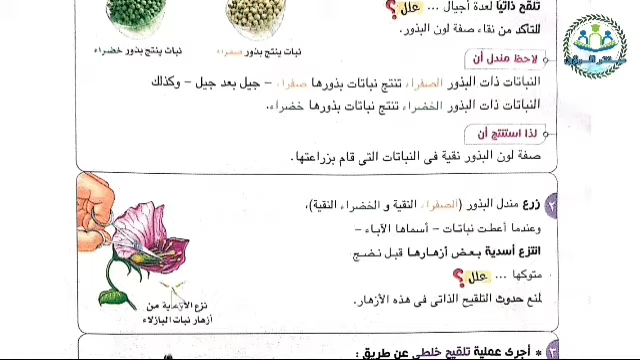 تلقح ذاتيًا لعدة أجيال ... علل ؟
للتأكد من نقاء صفة لون البذور.
نبات ينتج بذور صفراء
نبات ينتج بذور خضراء
لاحظ مندل أن
النباتات ذات البذور الصفراء تنتج نباتات بذورها صفراء – جيل بعد جيل – وكذلك
النباتات ذات البذور الخضراء تنتج نباتات بذورها خضراء.
لذا استنتج أن
صفة لون البذور نقية فى النباتات التى قام بزراعتها.
٢ زرع مندل البذور (الصفراء النقية و الخضراء النقية)،
وعندما أعطت نباتات – أسماها الآباء –
انتزع أسدية بعض أزهارها قبل نضج
متوكها ... علل ؟
لمنع حدوث التلقيح الذاتى فى هذه الأزهار.
نزع الأسدية من
أزهار نبات البازلاء
٣ * أجرى عملية تلقيح خلطى عن طريق :